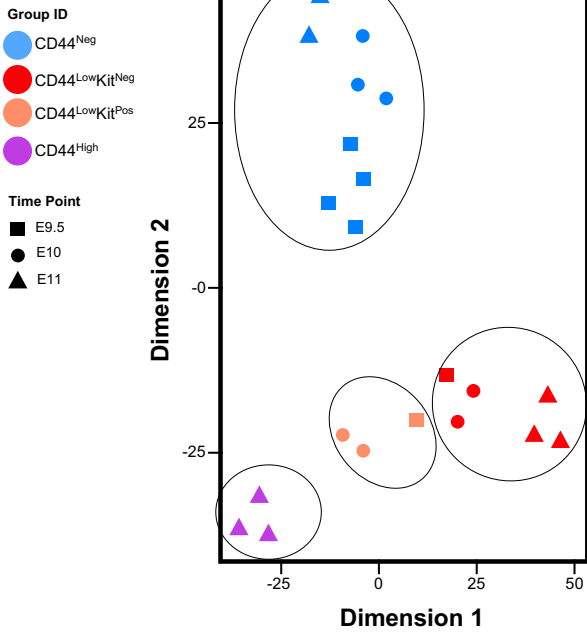 Group ID
CD44Neg
CD44LowKitNeg
CD44LowKitPos
CD44High
Time Point
E9.5
E10
E11
Dimension 2
25
-0
-25
-25
0
25
50
Dimension 1